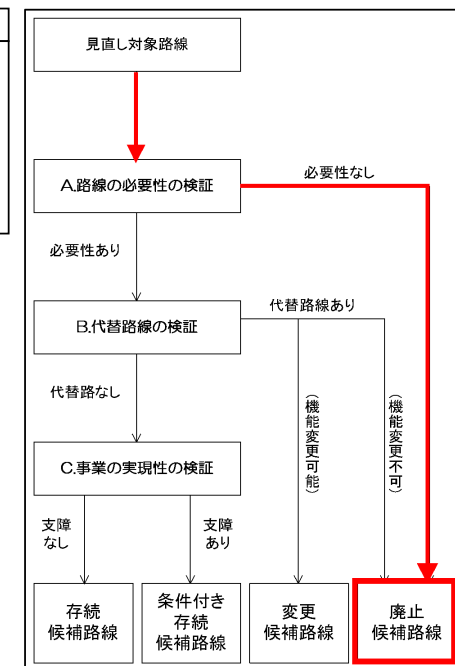 見直し対象路線
A.路線の必要性の検証
必要性なし
必要性あり
代替路線あり
B.代替路線の検証
代替路なし
（機能変更可能）
（機能変更不可）
C.事業の実現性の検証
支障
なし
支障
あり
存続
候補路線
条件付き
存続
候補路線
変更
候補路線
廃止
候補路線